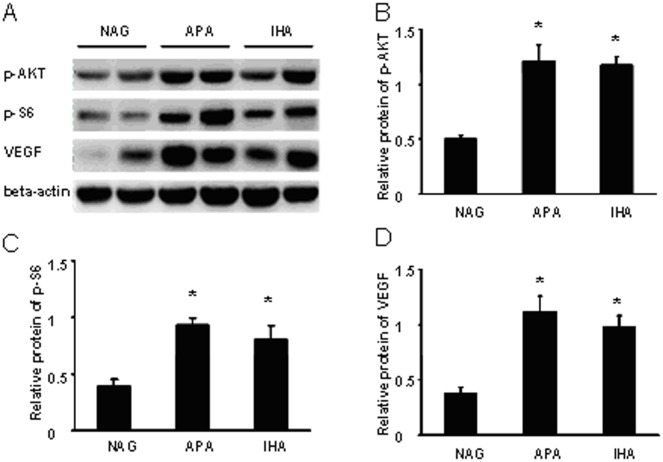 A
NAG APA IHA
p-AKT
p-S6
VEGF
beta-actin
B
Relative protein of p-AKT
1.5
1
0.5
0
*
*
NAG APA IHA
C
Relative protein of p-S6
1.5
1
0.5
0
*
*
NAG APA IHA
D
Relative protein of VEGF
1.5
1
0.5
0
*
*
NAG APA IHA